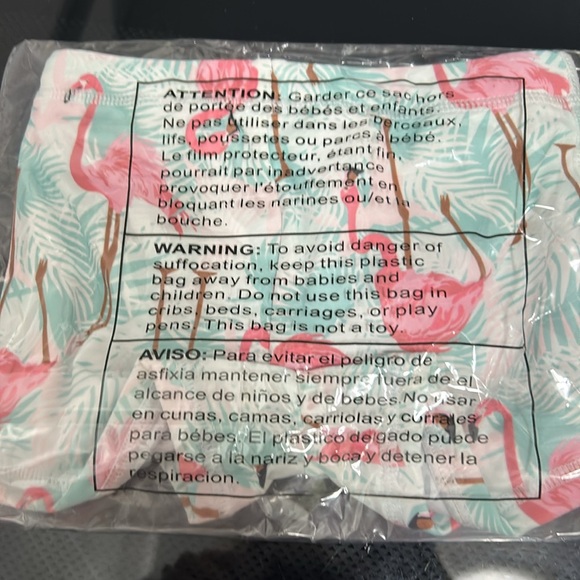 ATTENTION: Garder ce sac hors
de portée des bébés et enfants.
Ne pas utiliser dans les berceaux,
lifs, poussettes ou parcs à bébé.
Le film protecteur, étant fin,
pourrait par inadvertance
provoquer l'étouffement en
bloquant les narines ou/et la
bouche.
WARNING: To avoid danger of
suffocation, keep this plastic
bag away from babies and
children. Do not use this bag in
cribs, beds, carriages, or play
pens. This bag is not a toy.
AVISO: Para evitar el peligro de
asfixia mantener siempre fuera de el
alcance de niños y de bebes. No usar
en cunas, camas, carriolas y corrales
para bébes. El plastico degado puede
pegarse a la nariz y boca y detener la
respiracion.